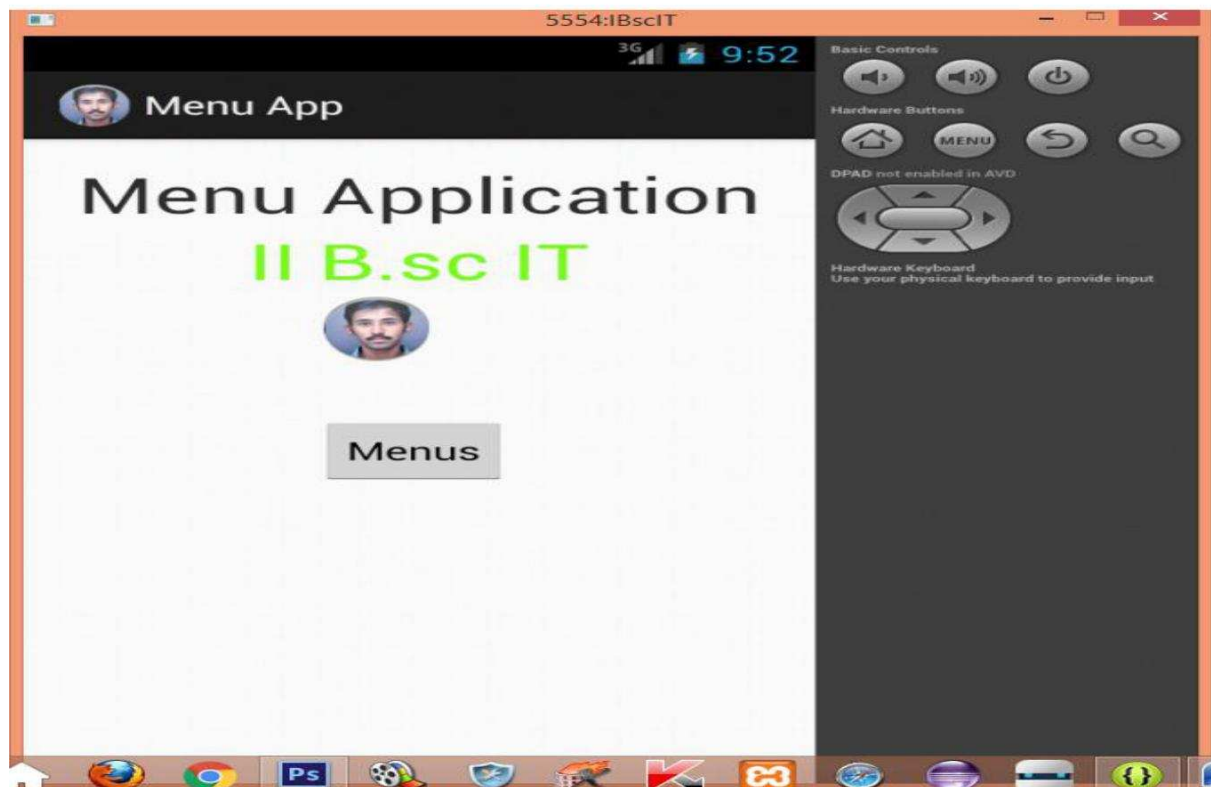 5554:IBscIT
3G 9:52
Menu App
Menu Application
II B.sc IT
Menus
Basic Controls
Hardware Buttons
MENU
DPAD not enabled in AVD
Hardware Keyboard
Use your physical keyboard to provide input
Ps